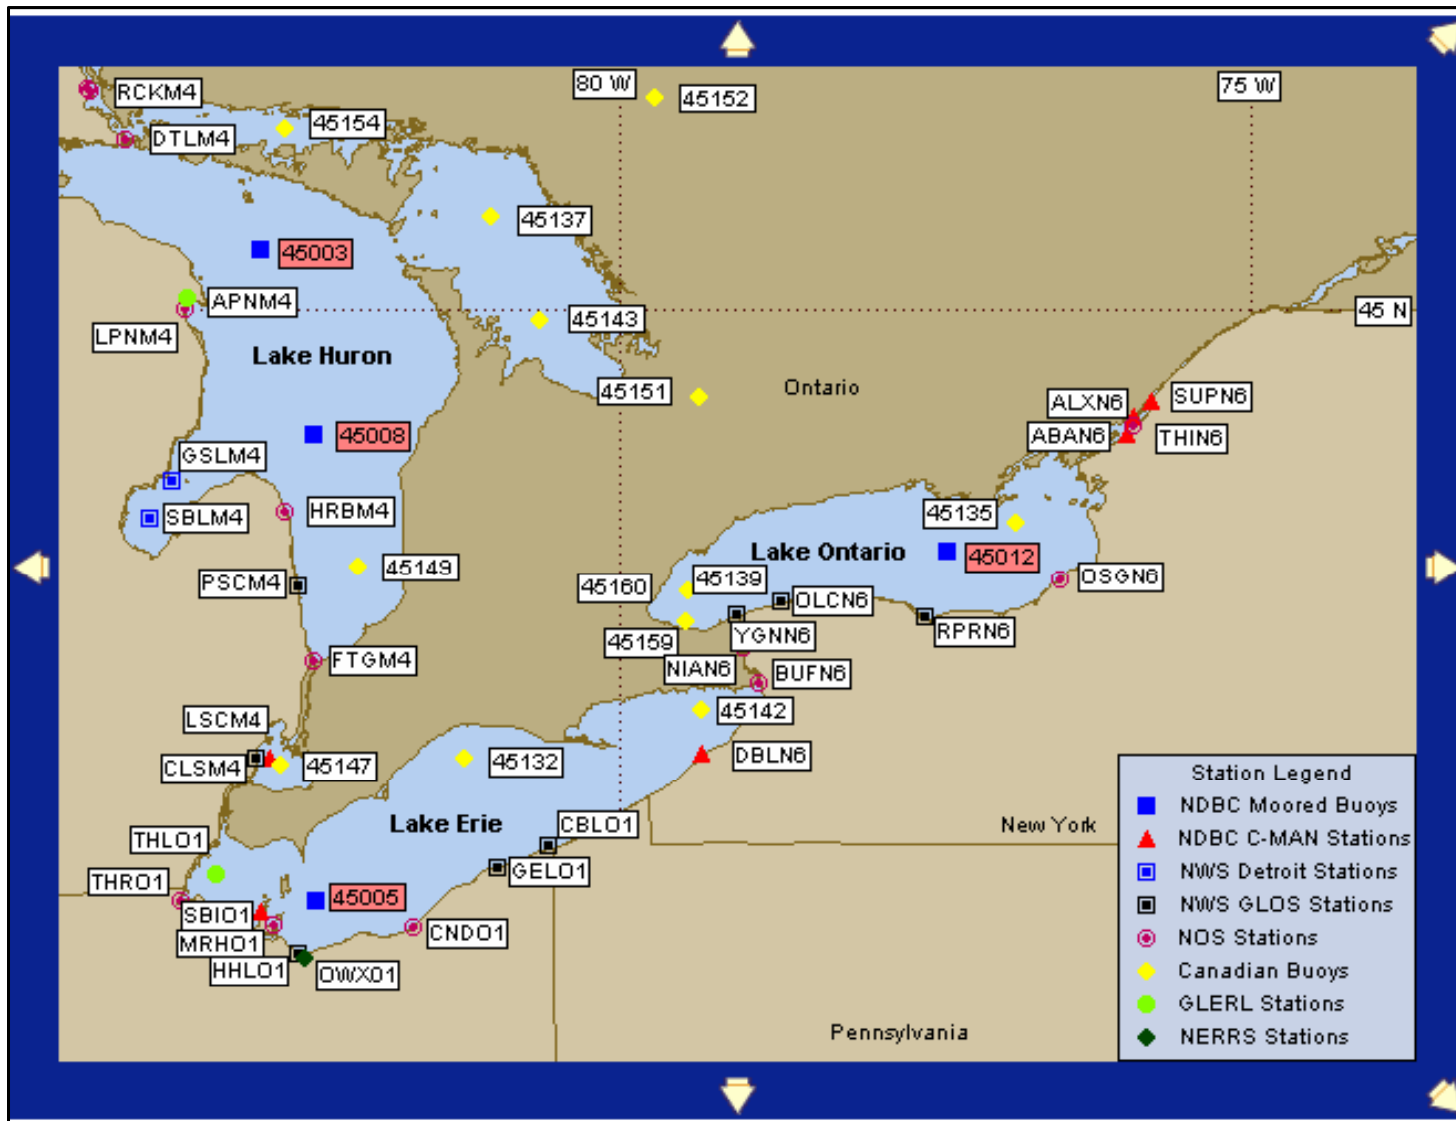 80 W
75 W
RCKM4
45152
45154
DTLM4
45137
45003
APNM4
45 N
45143
LPNM4
Lake Huron
45151
Ontario
SUPN6
ALXN6
45008
ABAN6
THIN6
GSLM4
SBLM4
HRBM4
45135
Lake Ontario
45012
45149
45139
OSGN6
PSCM4
45160
OLCN6
YGNN6
RPRN6
45159
FTGM4
NIAN6
BUFN6
LSCM4
45142
CLSM4
45147
45132
DBLN6
Lake Erie
CBLO1
New York
THLO1
GELO1
THRO1
45005
SBIO1
CNDO1
MRHO1
HHLO1
OWXO1
Pennsylvania
Station Legend
NDBC Moored Buoys
NDBC C-MAN Stations
NWS Detroit Stations
NWS GLOS Stations
NOS Stations
Canadian Buoys
GLERL Stations
NERRS Stations